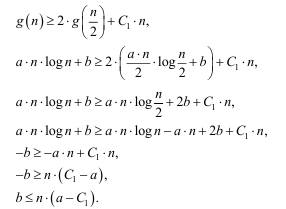 g(n) ≥ 2 · g(n/2) + C₁ · n,
a · n · log n + b ≥ 2 · (a · n/2 · log n/2 + b) + C₁ · n,
a · n · log n + b ≥ a · n · log n/2 + 2b + C₁ · n,
a · n · log n + b ≥ a · n · log n − a · n + 2b + C₁ · n,
−b ≥ −a · n + C₁ · n,
−b ≥ n · (C₁ − a),
b ≤ n · (a − C₁).